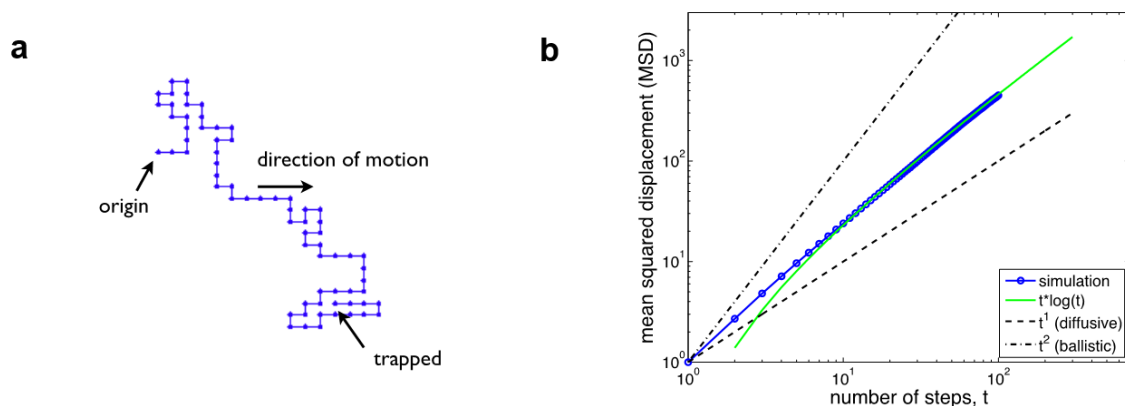 a
direction of motion
origin
trapped
b
mean squared displacement (MSD)
10³
10²
10¹
10⁰
10⁰
10¹
10²
number of steps, t
simulation
t*log(t)
t¹ (diffusive)
t² (ballistic)